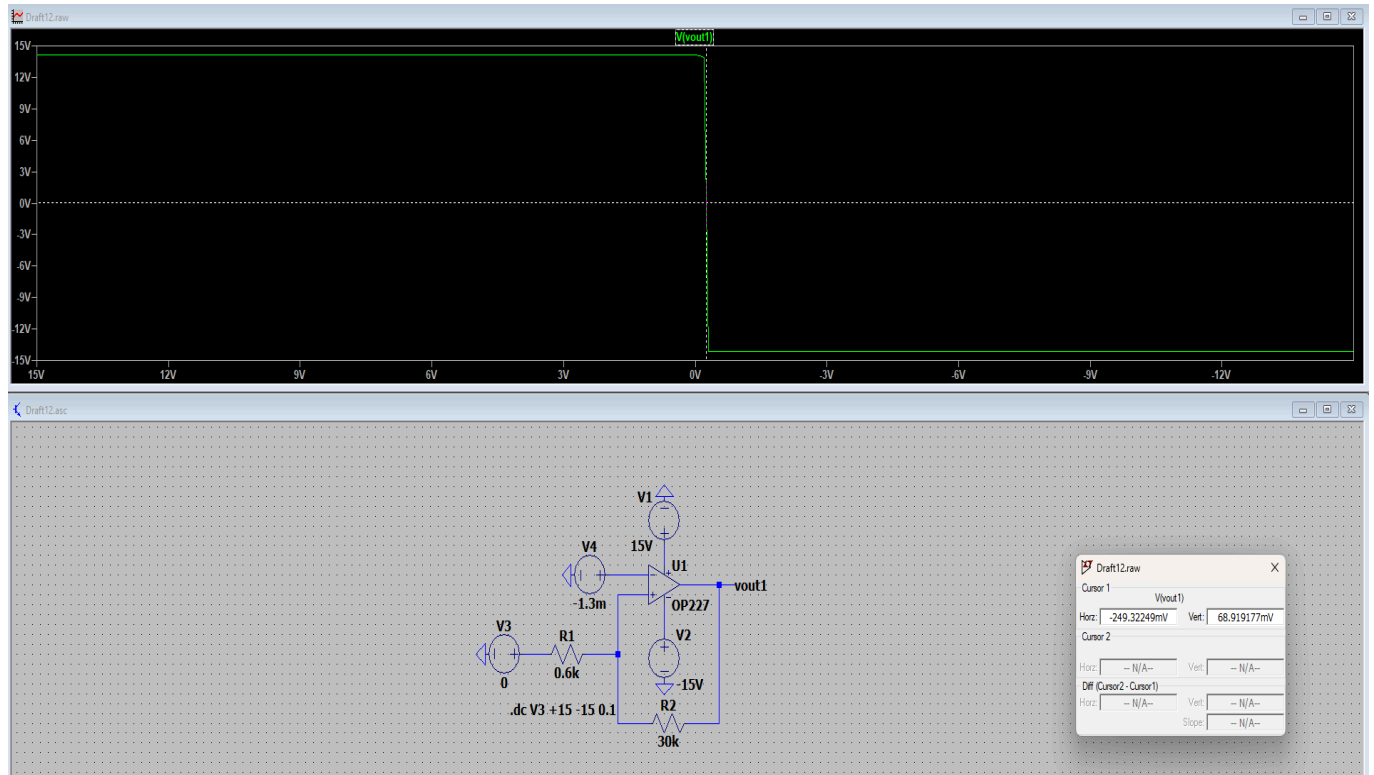 Draft12.raw
V(vout1)
15V
12V
9V
6V
3V
0V
-3V
-6V
-9V
-12V
-15V
15V 12V 9V 6V 3V 0V -3V -6V -9V -12V
Draft12.asc
V1
15V
V4
-1.3m
U1
OP227
vout1
V3
0
R1
0.6k
V2
-15V
.dc V3 +15 -15 0.1
R2
30k
Draft12.raw X
Cursor 1
V(vout1)
Horz: -249.32249mV Vert: 68.919177mV
Cursor 2
Horz: -- N/A-- Vert: -- N/A--
Diff (Cursor2 - Cursor1)
Horz: -- N/A-- Vert: -- N/A--
Slope: -- N/A--